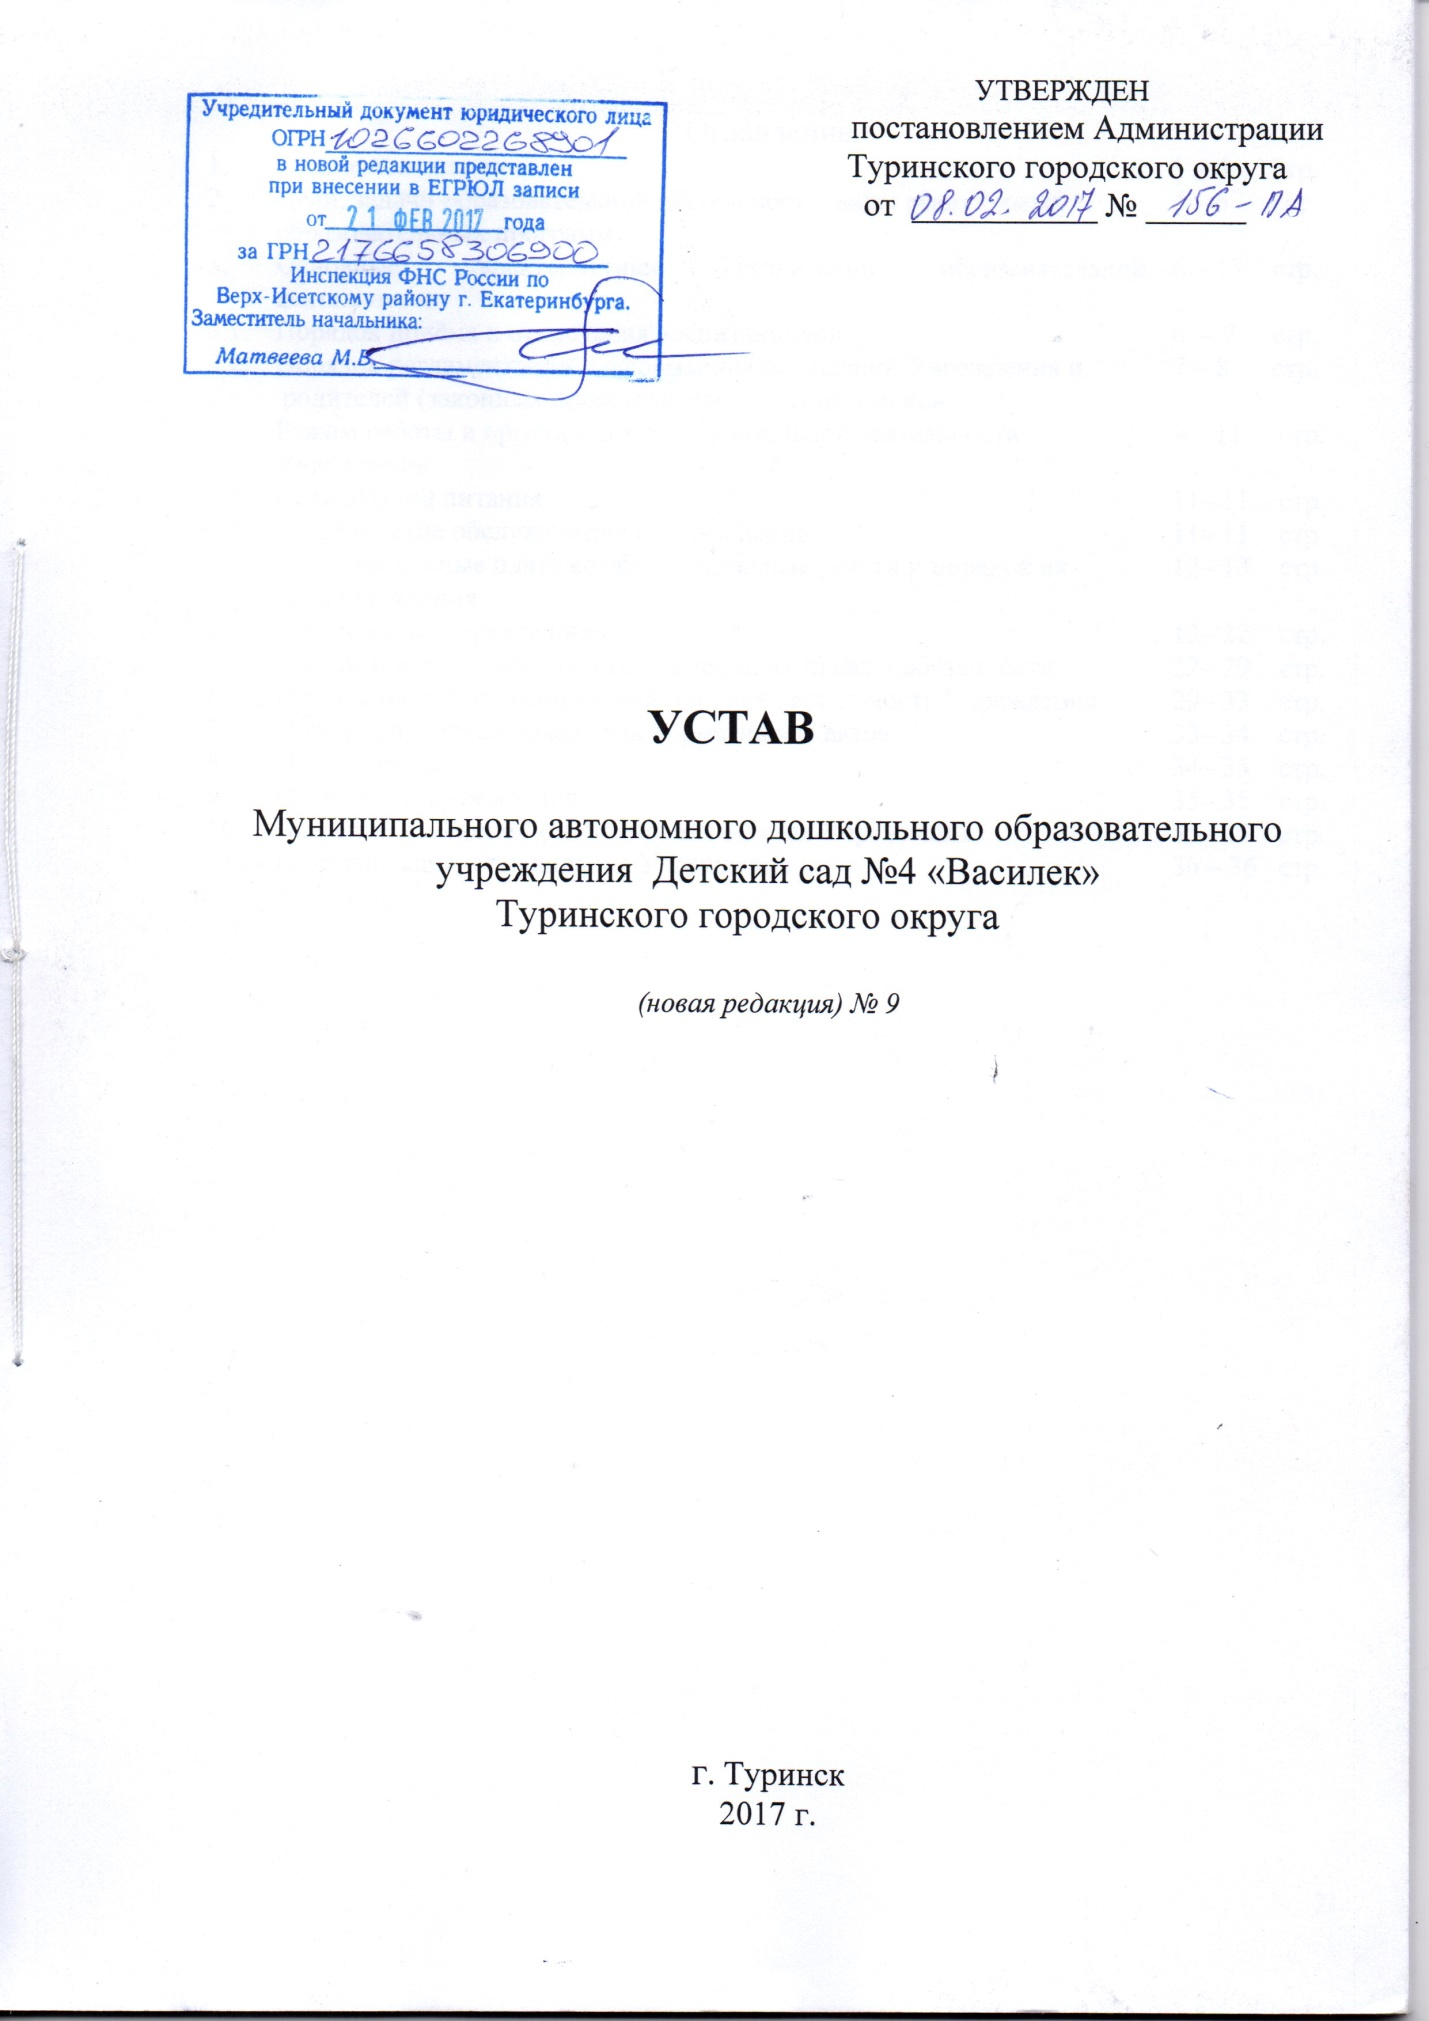 Учредительный документ юридического лица
ОГРН 1026602268901
в новой редакции представлен
при внесении в ЕГРЮЛ записи
от 21 ФЕВ 2017 года
за ГРН 2176658306900
Инспекция ФНС России по
Верх-Исетскому району г. Екатеринбурга.
Заместитель начальника:
Матвеева М.В.
УТВЕРЖДЕН
постановлением Администрации
Туринского городского округа
от 08.02.2017 № 156-ПА
УСТАВ
Муниципального автономного дошкольного образовательного
учреждения Детский сад №4 «Василек»
Туринского городского округа
(новая редакция) № 9
г. Туринск
2017 г.